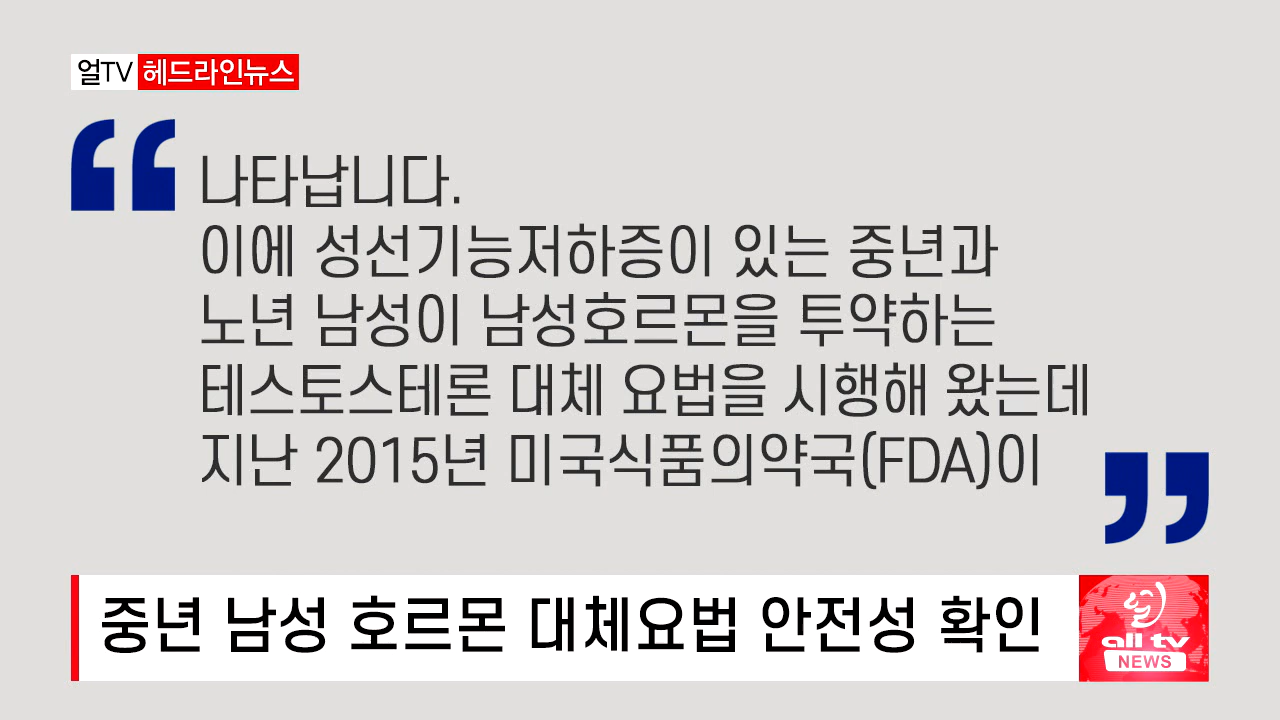 얼TV 헤드라인뉴스
나타납니다.
이에 성선기능저하증이 있는 중년과
노년 남성이 남성호르몬을 투약하는
테스토스테론 대체 요법을 시행해 왔는데
지난 2015년 미국식품의약국(FDA)이
중년 남성 호르몬 대체요법 안전성 확인
얼
all tv
NEWS